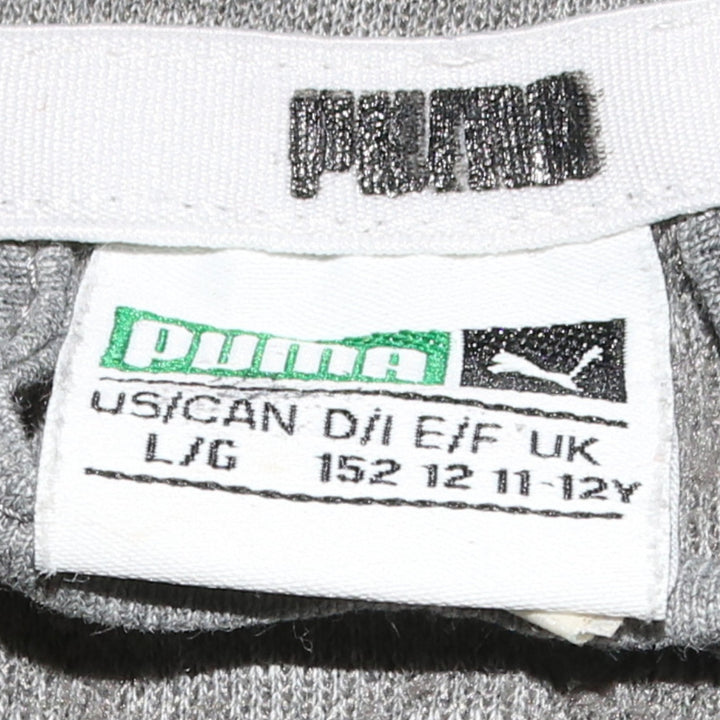 PUMA
PUMA
US/CAN D/I E/F UK
L/G 152 12 11-12Y